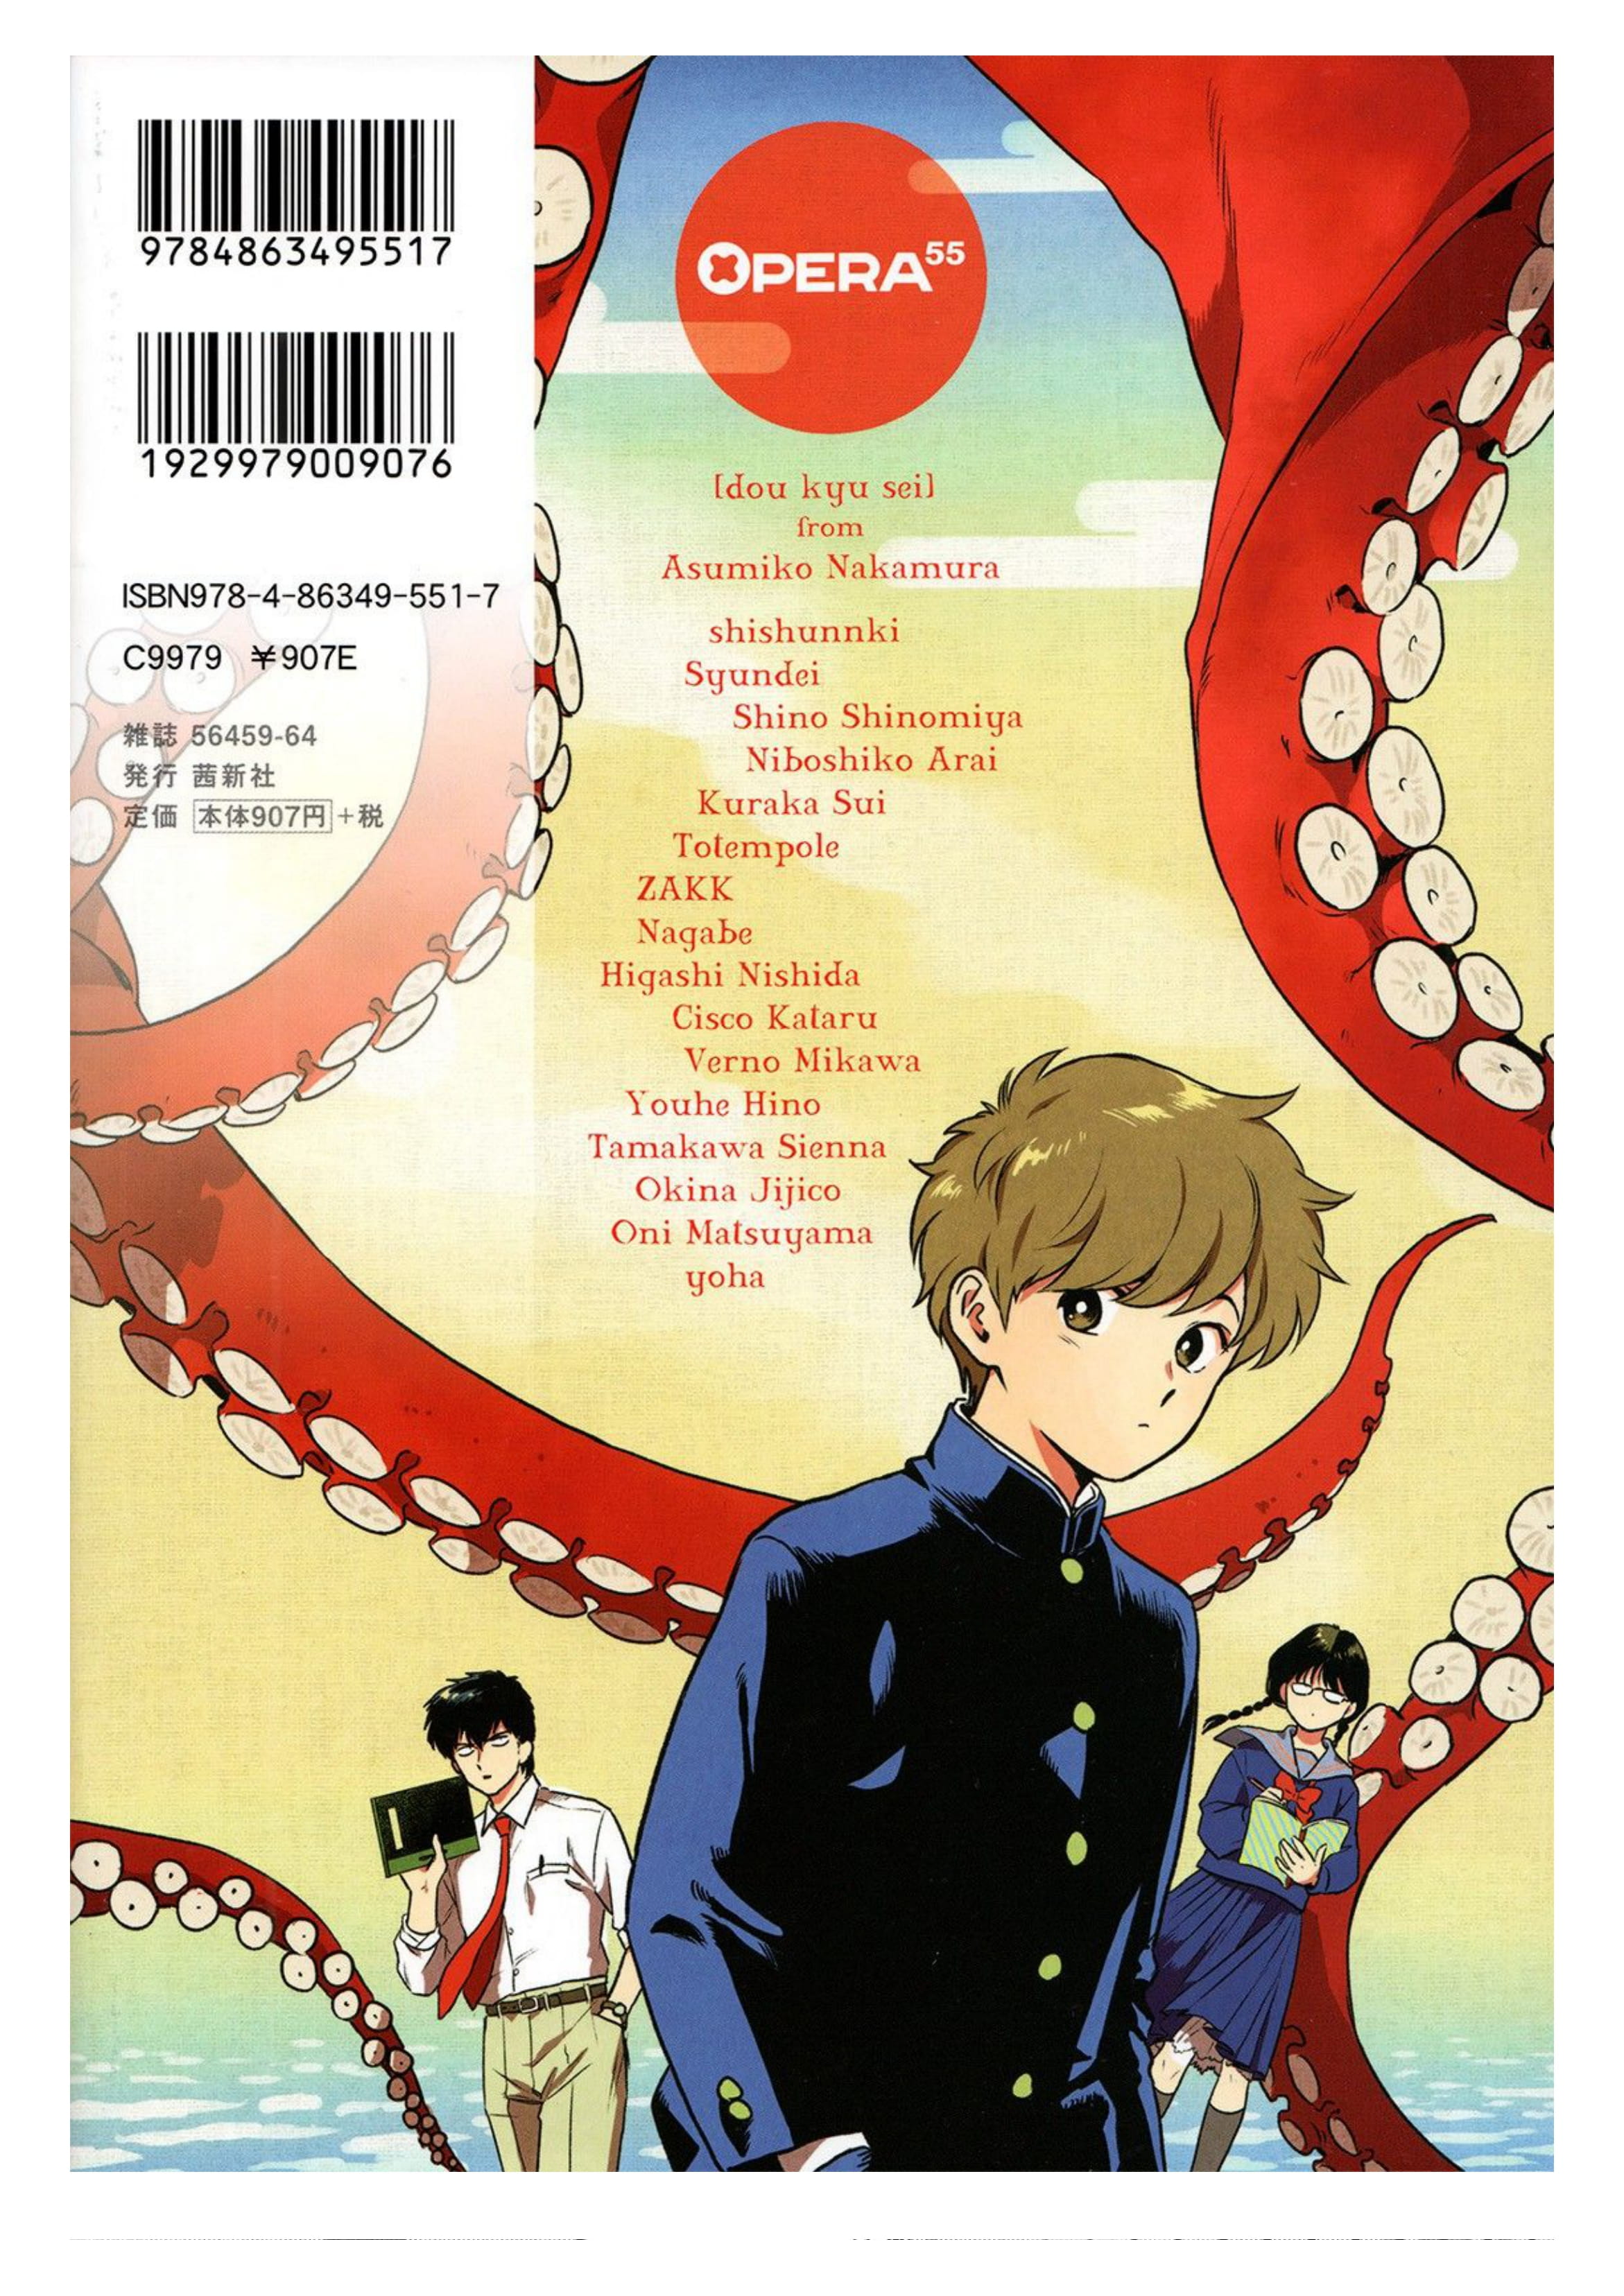 9784863495517
1929979009076
ISBN978-4-86349-551-7
C9979 ¥907E
雑誌 56459-64
発行 茜新社
定価 本体907円+税
OPERA55
[dou kyu sei]
from
Asumiko Nakamura
shishunnki
Syundei
Shino Shinomiya
Niboshiko Arai
Kuraka Sui
Totempole
ZAKK
Nagabe
Higashi Nishida
Cisco Kataru
Verno Mikawa
Youhe Hino
Tamakawa Sienna
Okina Jijico
Oni Matsuyama
yoha